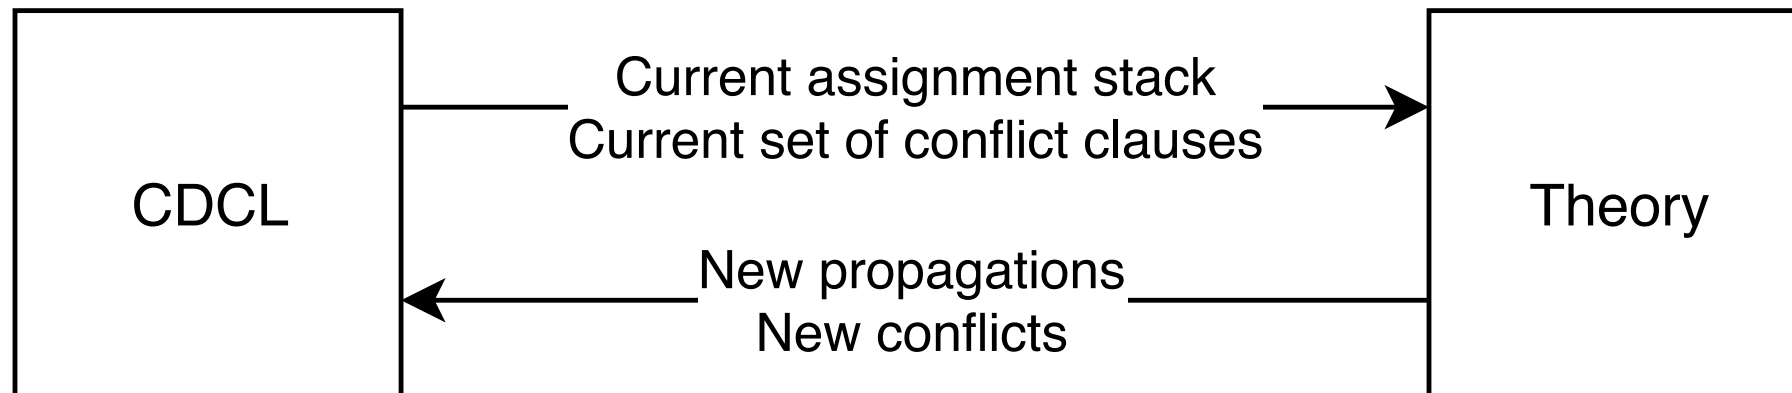 CDCL
Current assignment stack
Current set of conflict clauses
New propagations
New conflicts
Theory